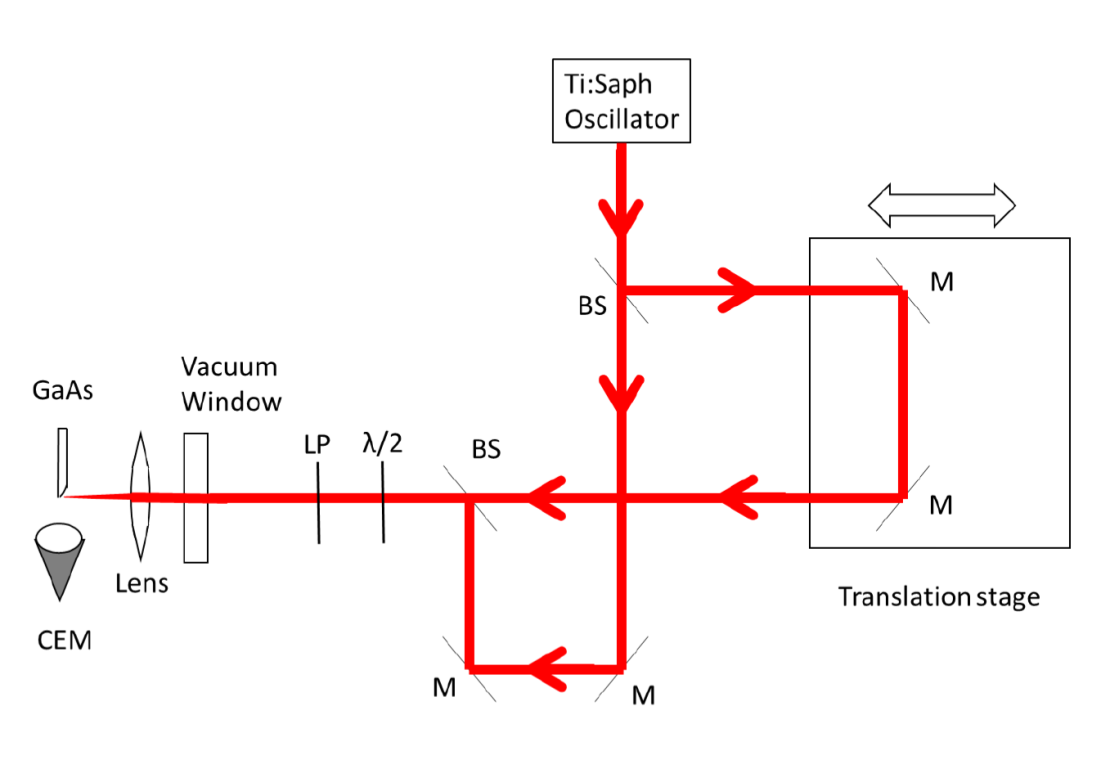 Ti:Saph
Oscillator
M
BS
Vacuum
Window
GaAs
LP
λ/2
BS
M
Lens
Translation stage
CEM
M
M